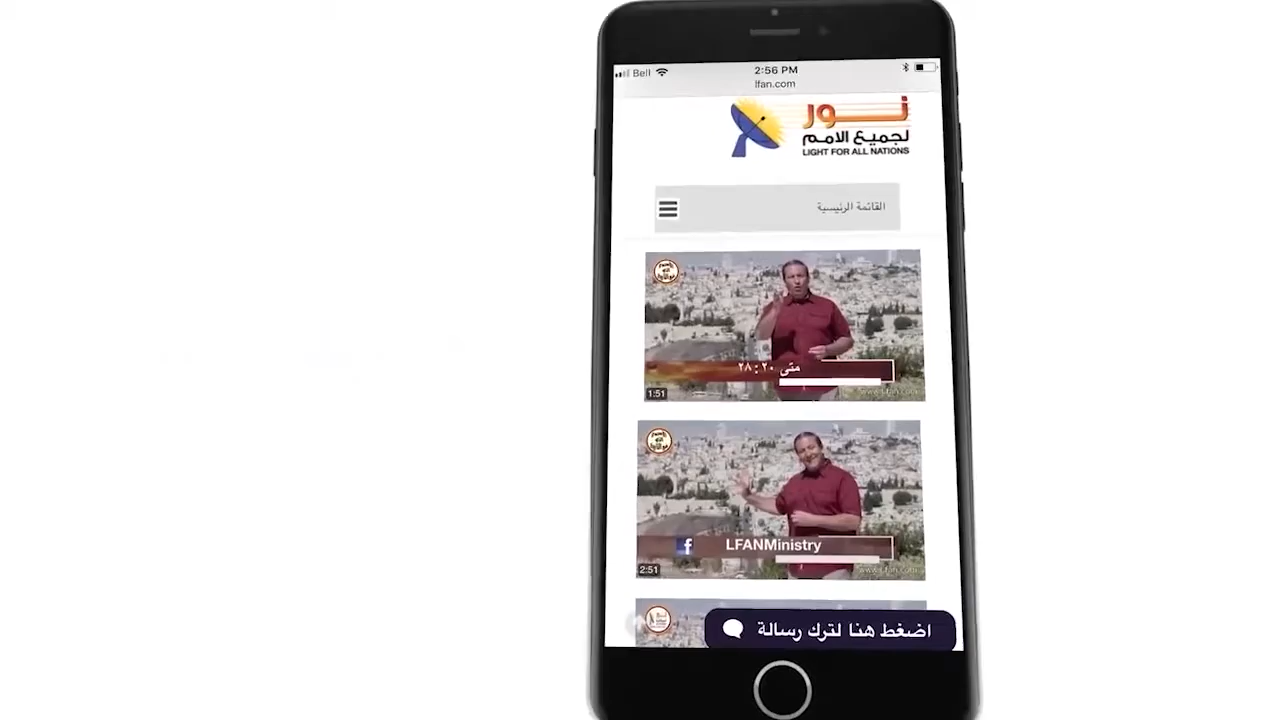 Bell
2:56 PM
lfan.com
نور
لجميع الامم
LIGHT FOR ALL NATIONS
القائمة الرئيسية
متى ٢٠ : ٢٨
1:51
LFANMinistry
2:51
اضغط هنا لترك رسالة